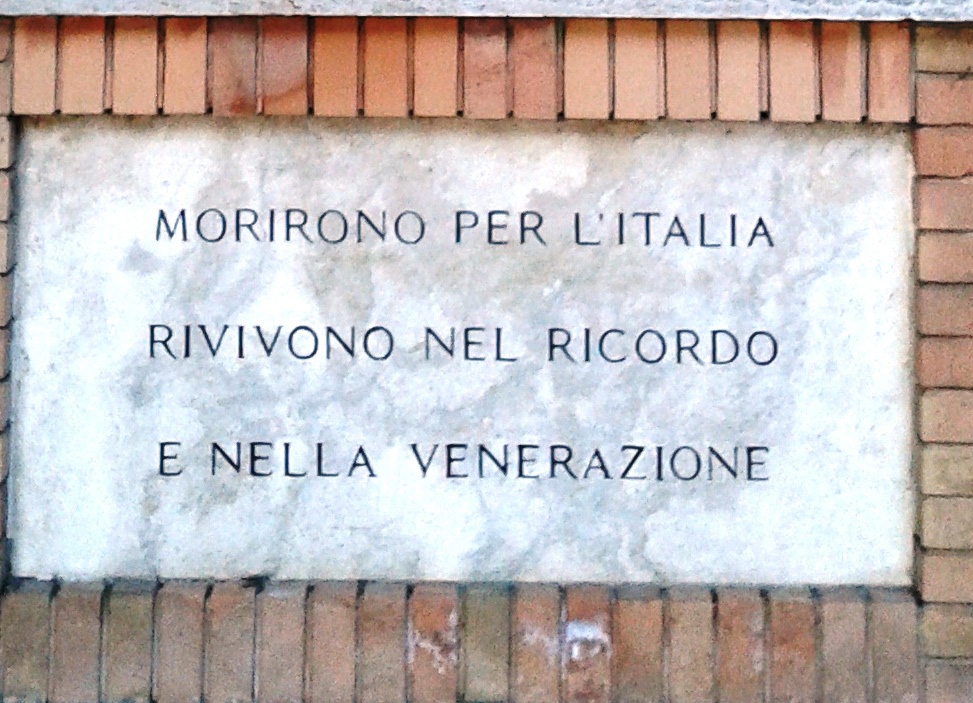 MORIRONO PER L'ITALIA
RIVIVONO NEL RICORDO
E NELLA VENERAZIONE